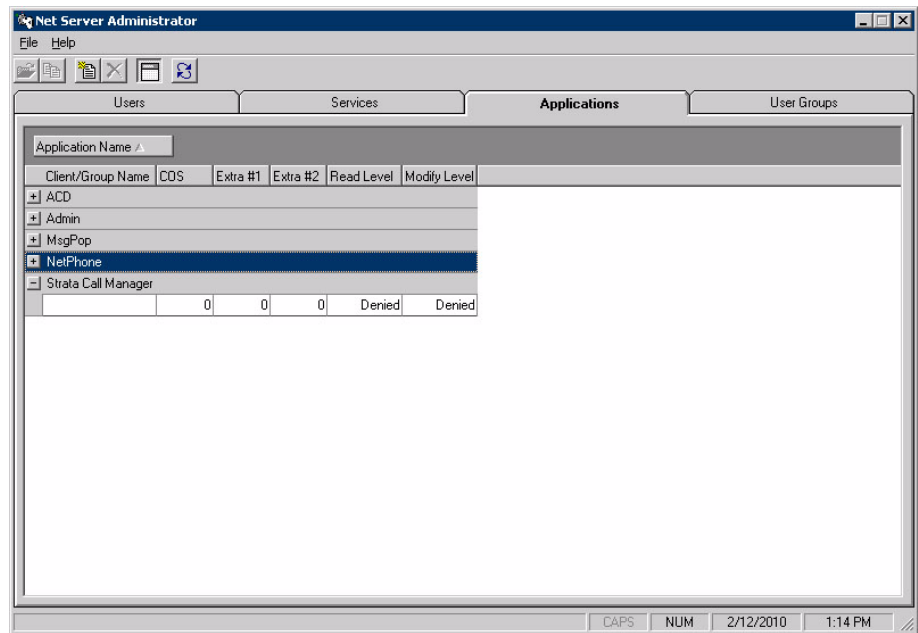 Net Server Administrator
File Help
Users Services Applications User Groups
Application Name
Client/Group Name COS Extra #1 Extra #2 Read Level Modify Level
ACD
Admin
MsgPop
NetPhone
Strata Call Manager
0 0 0 Denied Denied
CAPS NUM 2/12/2010 1:14 PM